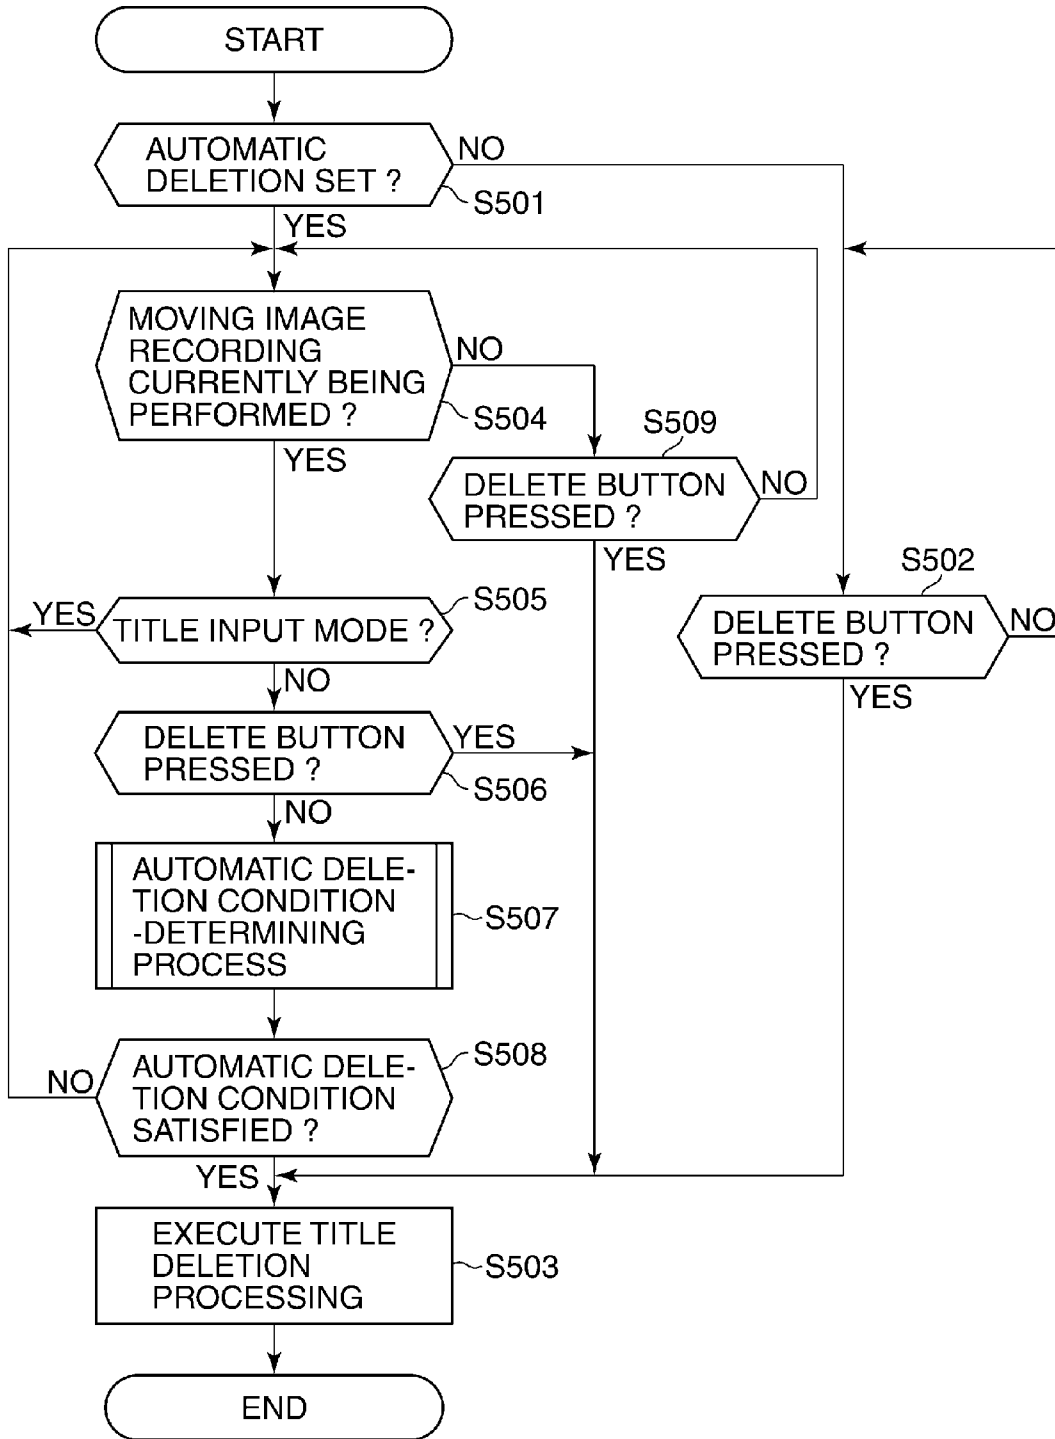 START
AUTOMATIC
DELETION SET ?
NO
S501
YES
MOVING IMAGE
RECORDING
CURRENTLY BEING
PERFORMED ?
NO
S504
YES
S509
DELETE BUTTON
PRESSED ?
NO
YES
S502
DELETE BUTTON
PRESSED ?
NO
YES
S505
YES
TITLE INPUT MODE ?
NO
DELETE BUTTON
PRESSED ?
YES
S506
NO
AUTOMATIC DELE-
TION CONDITION
-DETERMINING
PROCESS
S507
S508
AUTOMATIC DELE-
TION CONDITION
SATISFIED ?
NO
YES
EXECUTE TITLE
DELETION
PROCESSING
S503
END